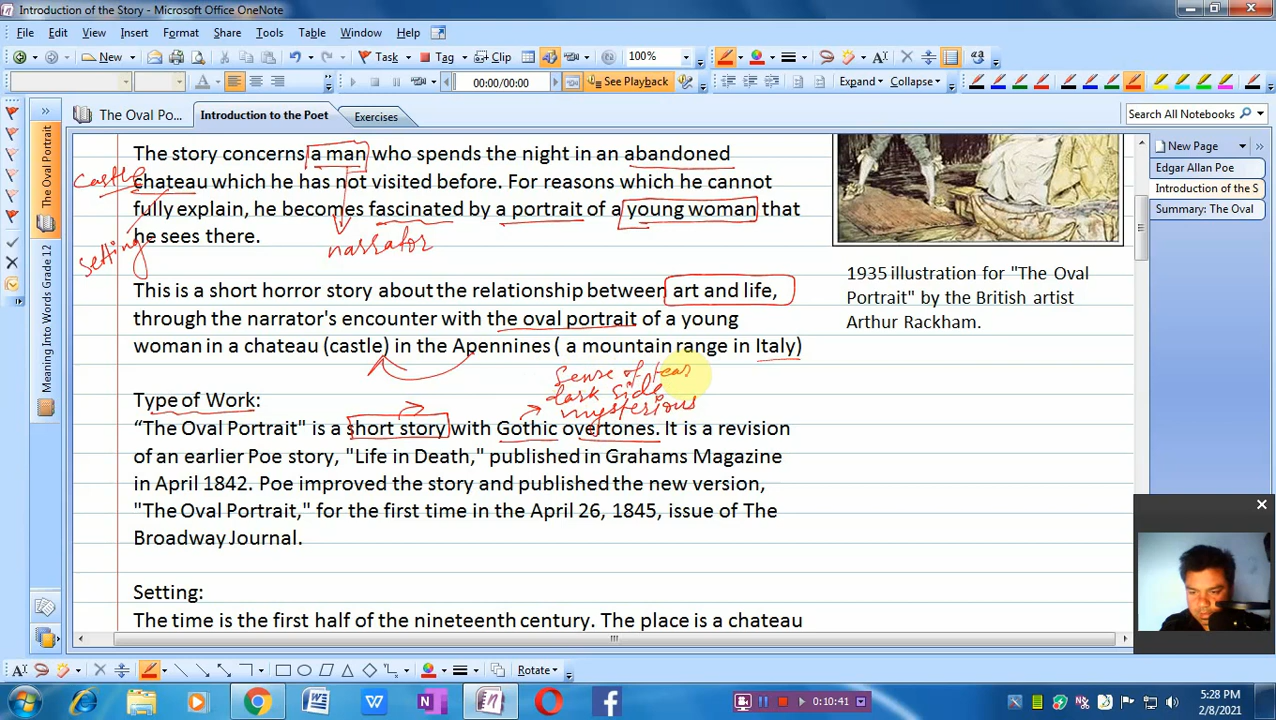 Introduction of the Story - Microsoft Office OneNote
File Edit View Insert Format Share Tools Table Window Help
New Task Tag Clip 100%
00:00/00:00 See Playback Expand Collapse
The Oval Po... Introduction to the Poet Exercises Search All Notebooks
The Oval Portrait
Meaning Into Words Grade 12
New Page
Edgar Allan Poe
Introduction of the S
Summary: The Oval
The story concerns a man who spends the night in an abandoned
castle
chateau which he has not visited before. For reasons which he cannot
fully explain, he becomes fascinated by a portrait of a young woman that
he sees there.
setting
narrator
This is a short horror story about the relationship between art and life,
through the narrator's encounter with the oval portrait of a young
woman in a chateau (castle) in the Apennines ( a mountain range in Italy)
1935 illustration for "The Oval
Portrait" by the British artist
Arthur Rackham.
Sense of fear
dark side
mysterious
Type of Work:
“The Oval Portrait" is a short story with Gothic overtones. It is a revision
of an earlier Poe story, "Life in Death," published in Grahams Magazine
in April 1842. Poe improved the story and published the new version,
"The Oval Portrait," for the first time in the April 26, 1845, issue of The
Broadway Journal.
Setting:
The time is the first half of the nineteenth century. The place is a chateau
Rotate
0:10:41
5:28 PM
2/8/2021